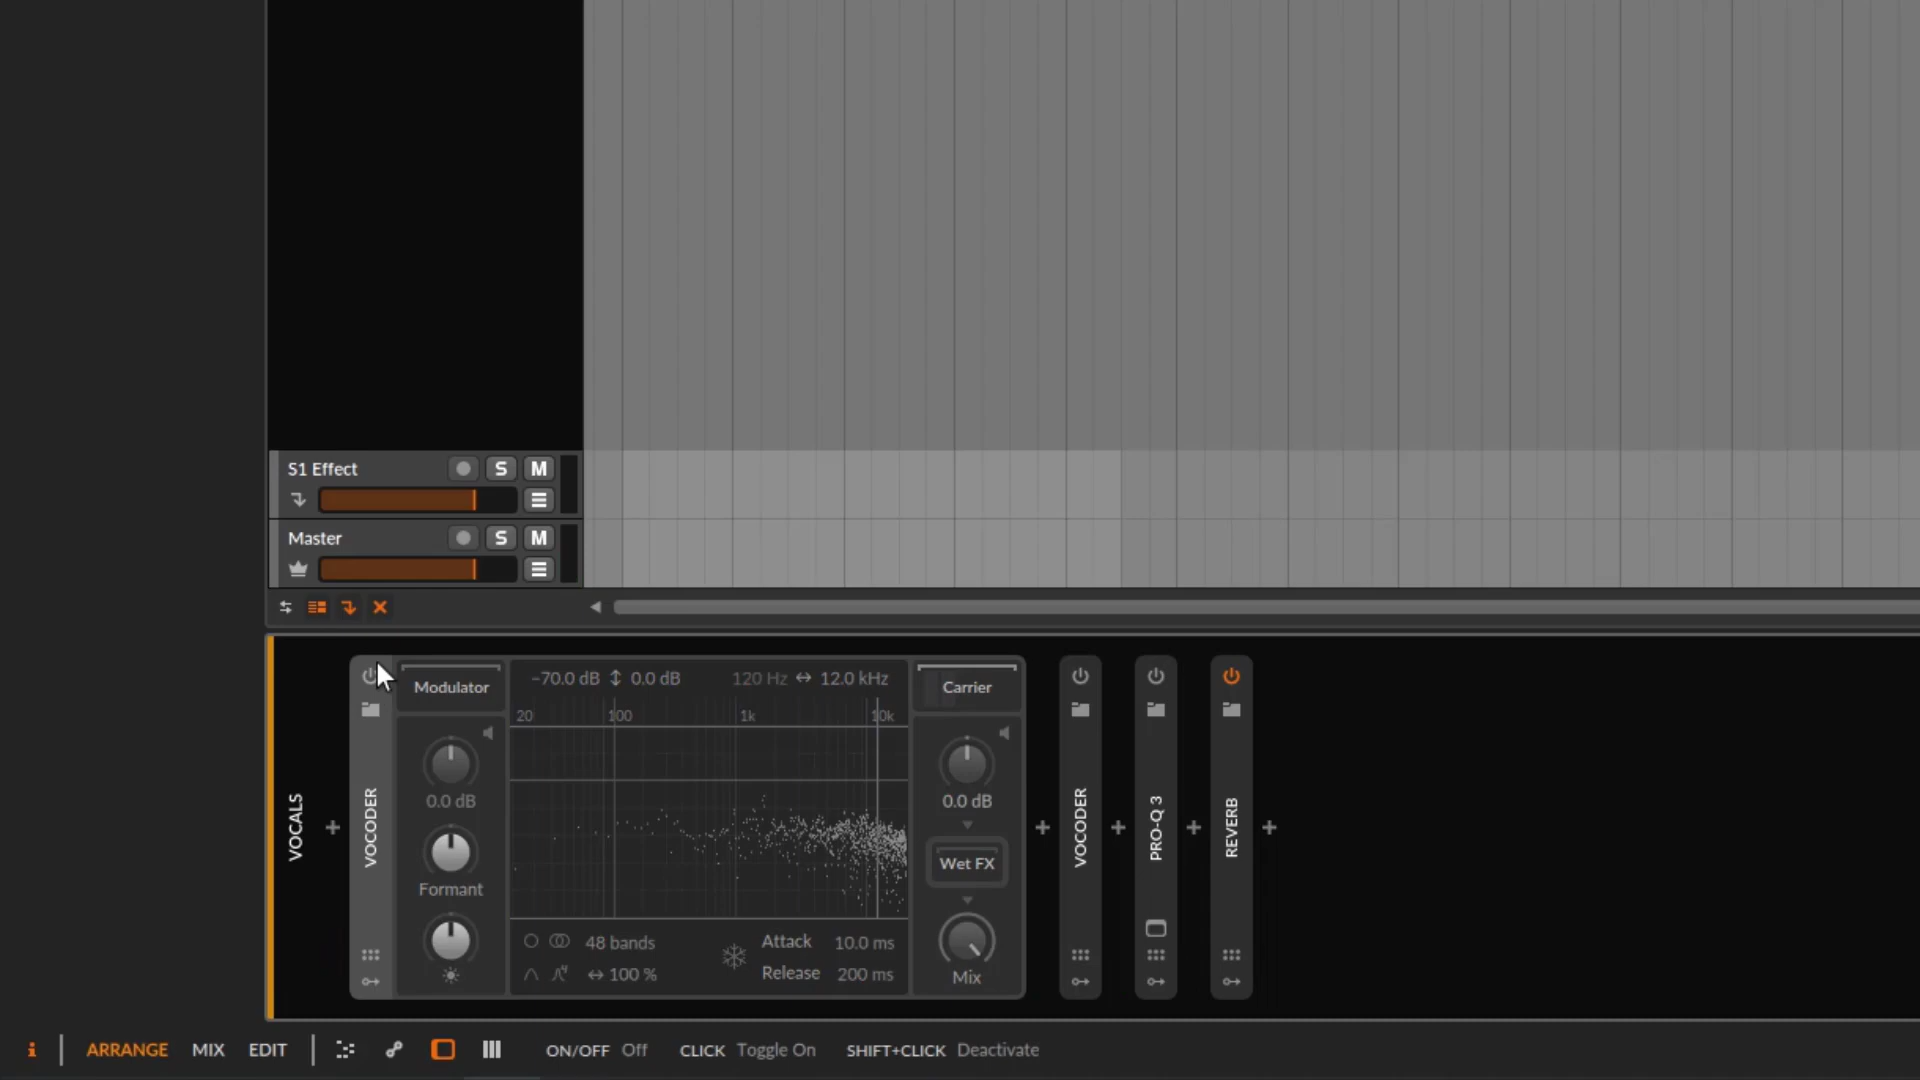 S1 Effect S M
Master S M
VOCALS
VOCODER
Modulator
0.0 dB
Formant
-70.0 dB 0.0 dB 120 Hz 12.0 kHz
20 100 1k 10k
48 bands
100 %
Attack 10.0 ms
Release 200 ms
Carrier
0.0 dB
Wet FX
Mix
VOCODER
PRO-Q 3
REVERB
i ARRANGE MIX EDIT ON/OFF Off CLICK Toggle On SHIFT+CLICK Deactivate